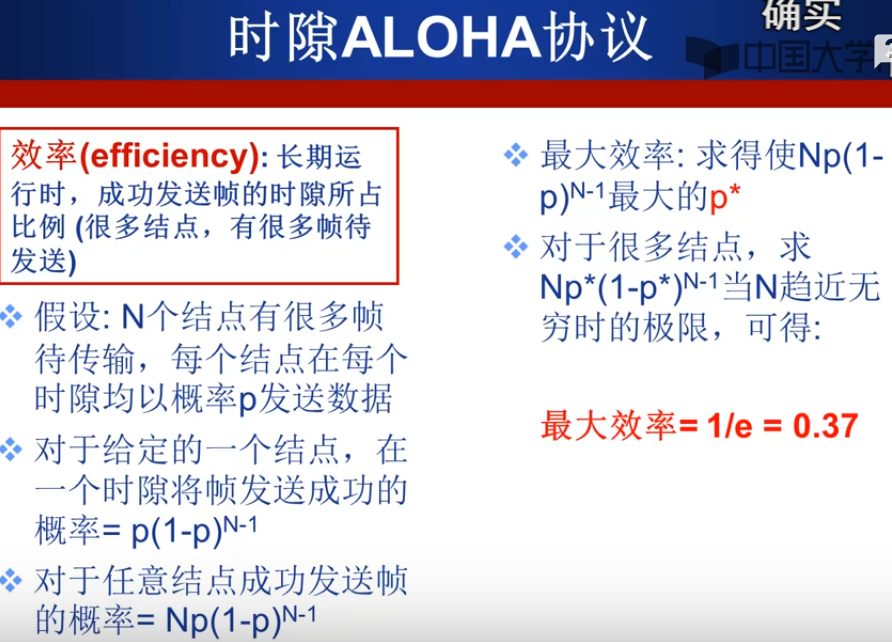 确实
时隙ALOHA协议
中国大学
效率(efficiency): 长期运
行时，成功发送帧的时隙所占
比例 (很多结点，有很多帧待
发送)
假设: N个结点有很多帧
待传输，每个结点在每个
时隙均以概率p发送数据
对于给定的一个结点，在
一个时隙将帧发送成功的
概率= p(1-p)^N-1
对于任意结点成功发送帧
的概率= Np(1-p)^N-1
最大效率: 求得使Np(1-
p)^N-1最大的p*
对于很多结点，求
Np*(1-p*)^N-1当N趋近无
穷时的极限，可得:
最大效率= 1/e = 0.37